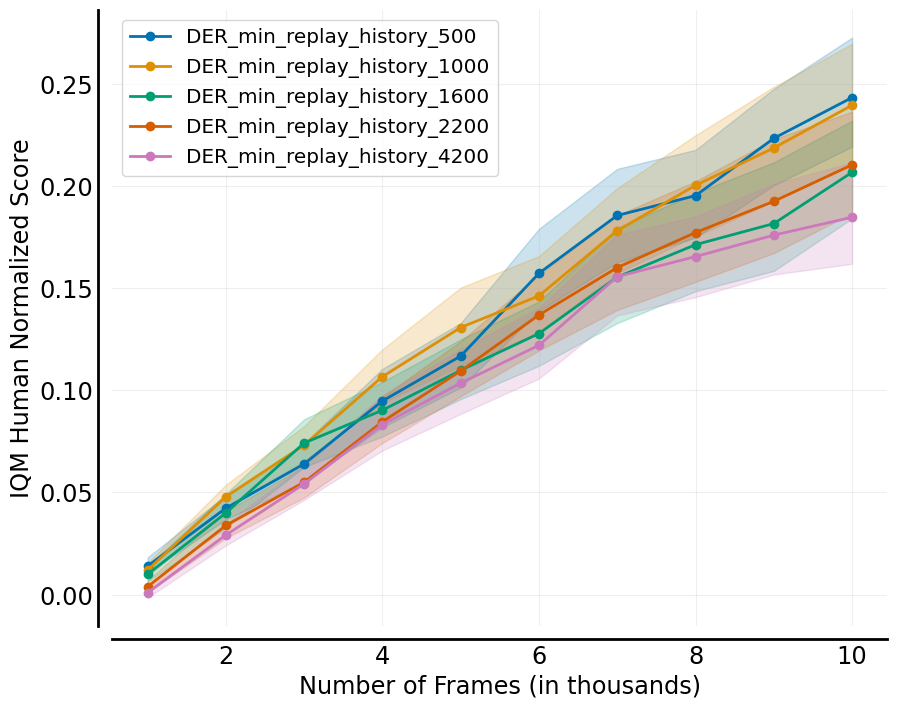 DER_min_replay_history_500
DER_min_replay_history_1000
DER_min_replay_history_1600
DER_min_replay_history_2200
DER_min_replay_history_4200
IQM Human Normalized Score
0.25
0.20
0.15
0.10
0.05
0.00
2 4 6 8 10
Number of Frames (in thousands)